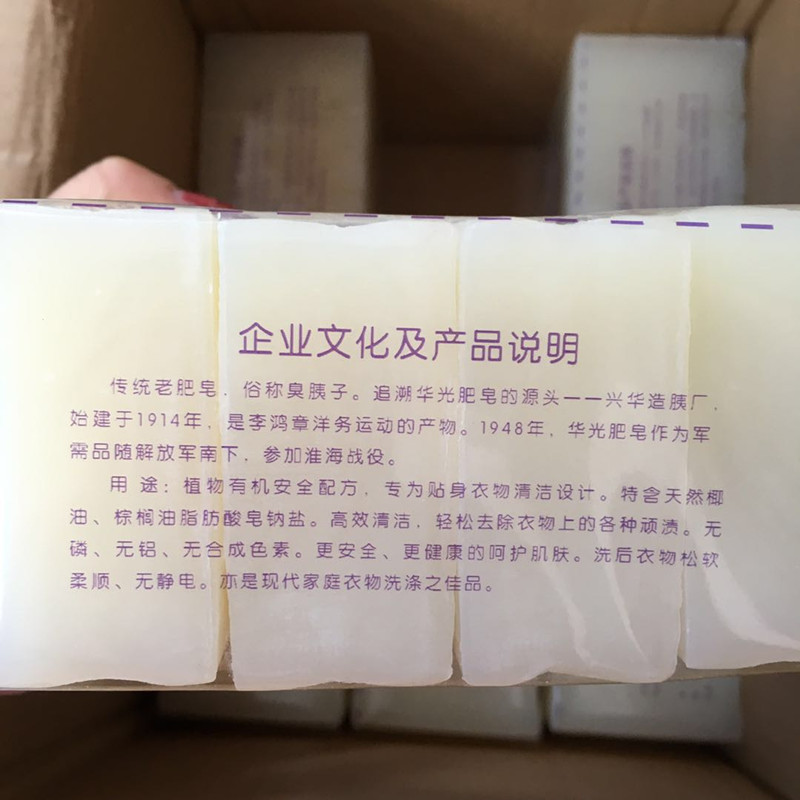 企业文化及产品说明
传统老肥皂，俗称臭胰子。追溯华光肥皂的源头——兴华造胰厂，
始建于1914年，是李鸿章洋务运动的产物。1948年，华光肥皂作为军
需品随解放军南下，参加淮海战役。
用 途：植物有机安全配方，专为贴身衣物清洁设计。特含天然椰
油、棕榈油脂肪酸皂钠盐。高效清洁，轻松去除衣物上的各种顽渍。无
磷、无铝、无合成色素。更安全、更健康的呵护肌肤。洗后衣物松软
柔顺、无静电。亦是现代家庭衣物洗涤之佳品。